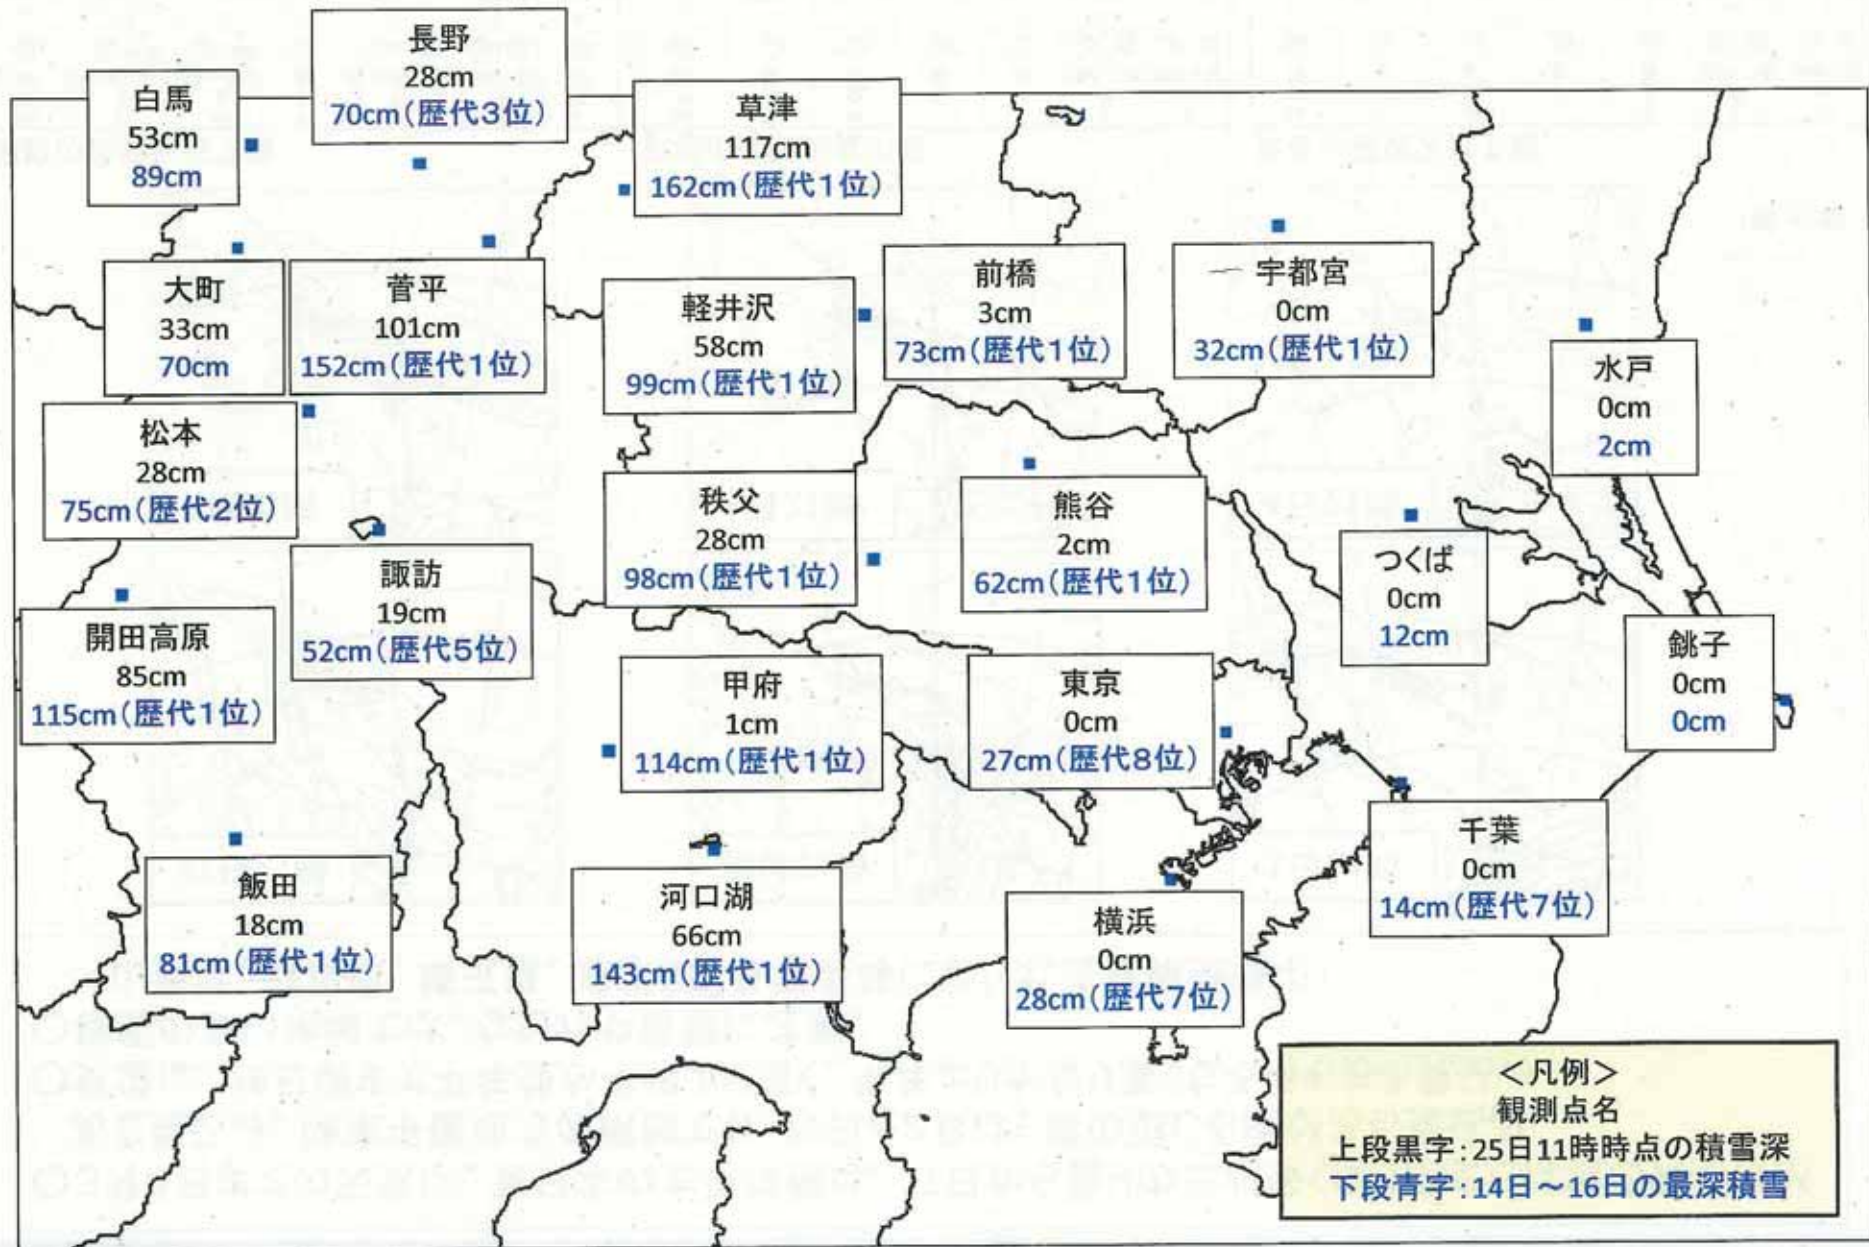 長野
28cm
70cm(歴代3位)
白馬
53cm
89cm
草津
117cm
162cm(歴代1位)
大町
33cm
70cm
菅平
101cm
152cm(歴代1位)
軽井沢
58cm
99cm(歴代1位)
前橋
3cm
73cm(歴代1位)
宇都宮
0cm
32cm(歴代1位)
水戸
0cm
2cm
松本
28cm
75cm(歴代2位)
秩父
28cm
98cm(歴代1位)
熊谷
2cm
62cm(歴代1位)
つくば
0cm
12cm
諏訪
19cm
52cm(歴代5位)
開田高原
85cm
115cm(歴代1位)
甲府
1cm
114cm(歴代1位)
東京
0cm
27cm(歴代8位)
銚子
0cm
0cm
飯田
18cm
81cm(歴代1位)
河口湖
66cm
143cm(歴代1位)
横浜
0cm
28cm(歴代7位)
千葉
0cm
14cm(歴代7位)
<凡例>
観測点名
上段黒字:25日11時時点の積雪深
下段青字:14日～16日の最深積雪